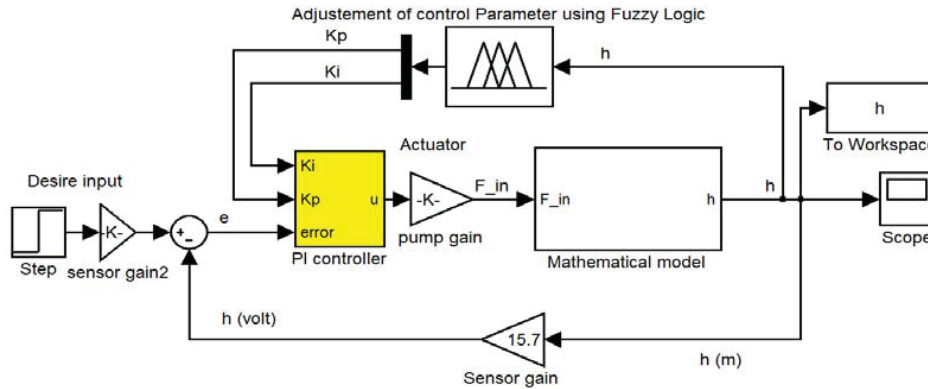 Adjustement of control Parameter using Fuzzy Logic
Kp
h
Ki
h
To Workspace
Actuator
Desire input
Ki
Kp
u
error
-K-
F_in
F_in
h
h
-K-
e
+
-
Step
sensor gain2
PI controller
pump gain
Mathematical model
Scope
h (volt)
15.7
h (m)
Sensor gain